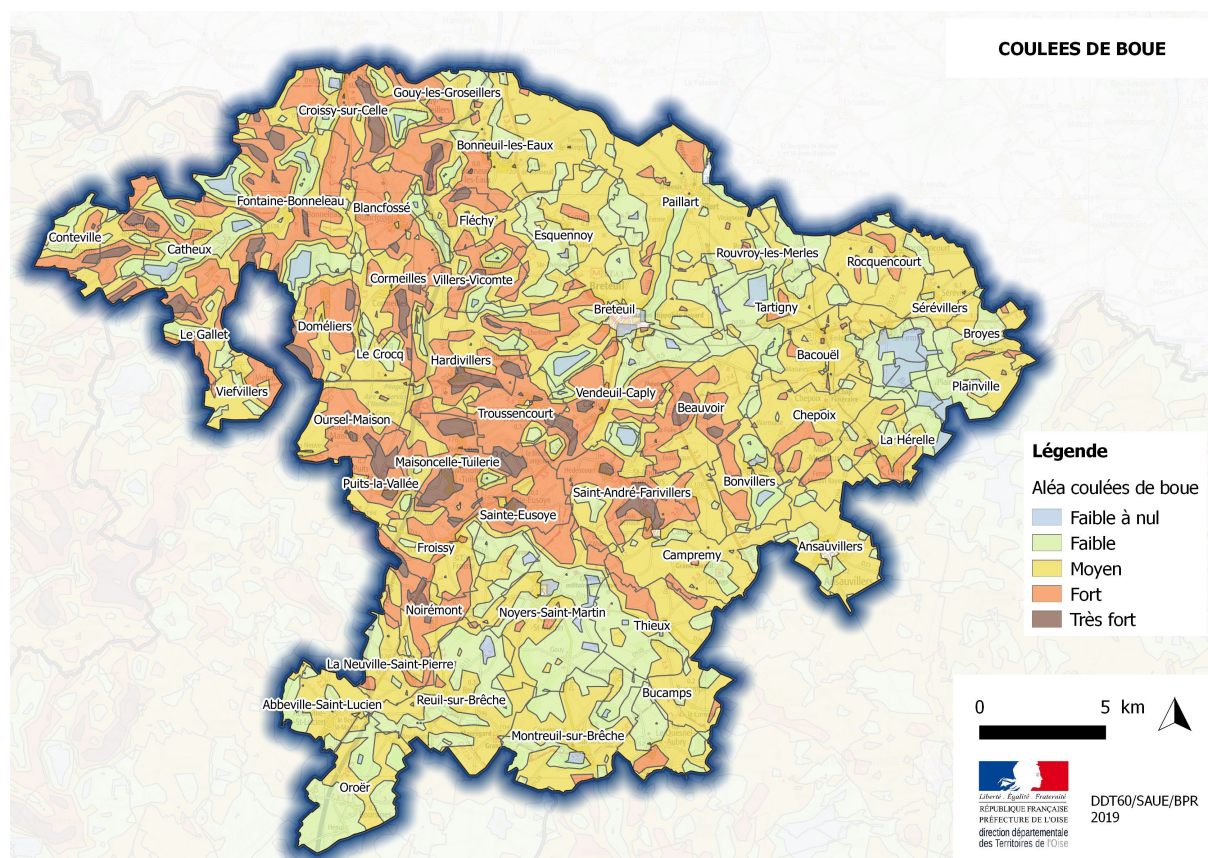 COULEES DE BOUE
Gouy-les-Groseillers
Croissy-sur-Celle
Bonneuil-les-Eaux
Fontaine-Bonneleau
Blancfossé
Paillart
Fléchy
Conteville
Esquennoy
Catheux
Rouvroy-les-Merles
Rocquencourt
Cormeilles
Villers-Vicomte
Breteuil
Tartigny
Sérévillers
Doméliers
Le Gallet
Broyes
Le Crocq
Hardivillers
Bacouël
Viefvillers
Vendeuil-Caply
Plainville
Beauvoir
Oursel-Maison
Troussencourt
Chepoix
La Hérelle
Maisoncelle-Tuilerie
Puits-la-Vallée
Saint-André-Farivillers
Bonvillers
Sainte-Eusoye
Froissy
Campremy
Ansauvillers
Noirémont
Noyers-Saint-Martin
Thieux
La Neuville-Saint-Pierre
Bucamps
Abbeville-Saint-Lucien
Reuil-sur-Brêche
Montreuil-sur-Brêche
Oroër
Légende
Aléa coulées de boue
Faible à nul
Faible
Moyen
Fort
Très fort
0 5 km
Liberté . Égalité . Fraternité
RÉPUBLIQUE FRANÇAISE
PRÉFECTURE DE L'OISE
direction départementale
des Territoires de l'Oise
DDT60/SAUE/BPR
2019